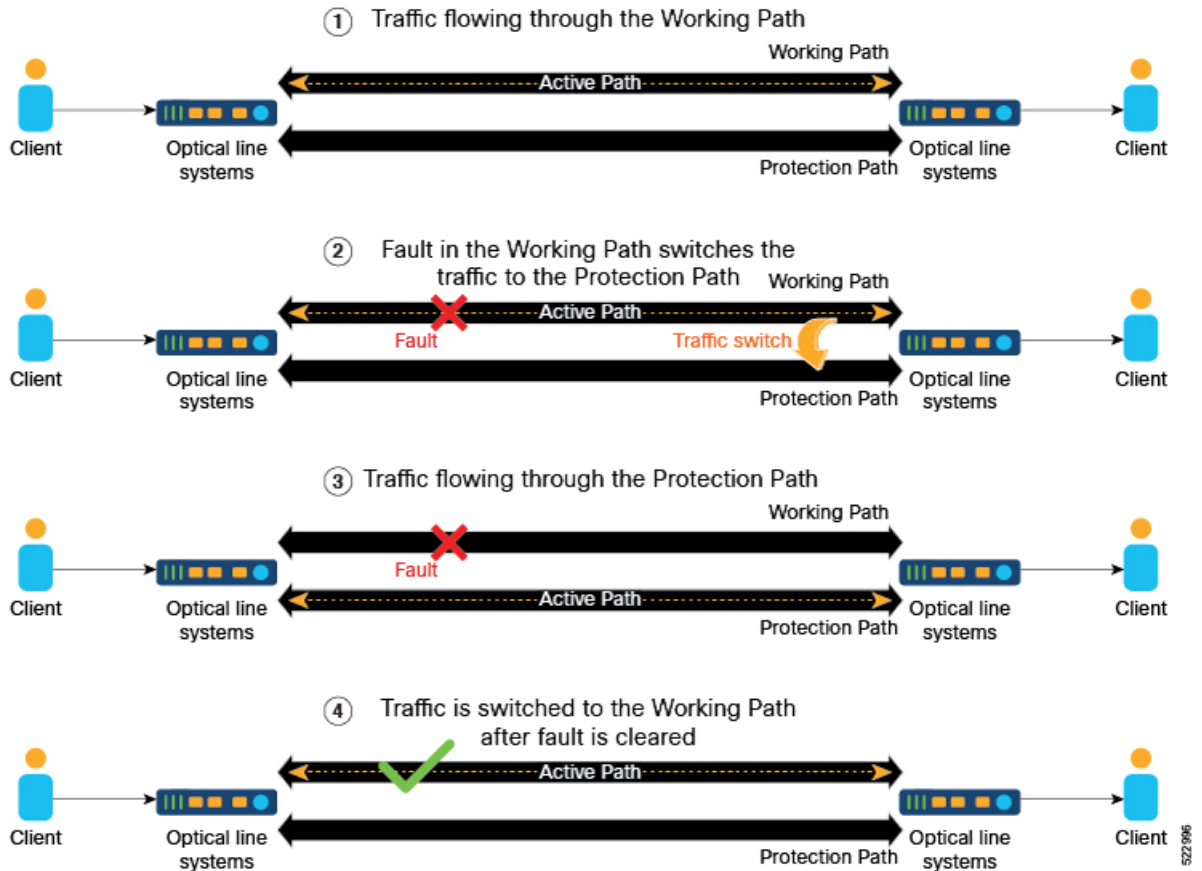 1 Traffic flowing through the Working Path
Working Path
Active Path
Client
Optical line
systems
Protection Path
Optical line
systems
Client
2 Fault in the Working Path switches the
traffic to the Protection Path
Working Path
Active Path
Fault
Traffic switch
Client
Optical line
systems
Protection Path
Optical line
systems
Client
3 Traffic flowing through the Protection Path
Working Path
Fault
Active Path
Client
Optical line
systems
Protection Path
Optical line
systems
Client
4 Traffic is switched to the Working Path
after fault is cleared
Active Path
Client
Optical line
systems
Protection Path
Optical line
systems
Client
522996